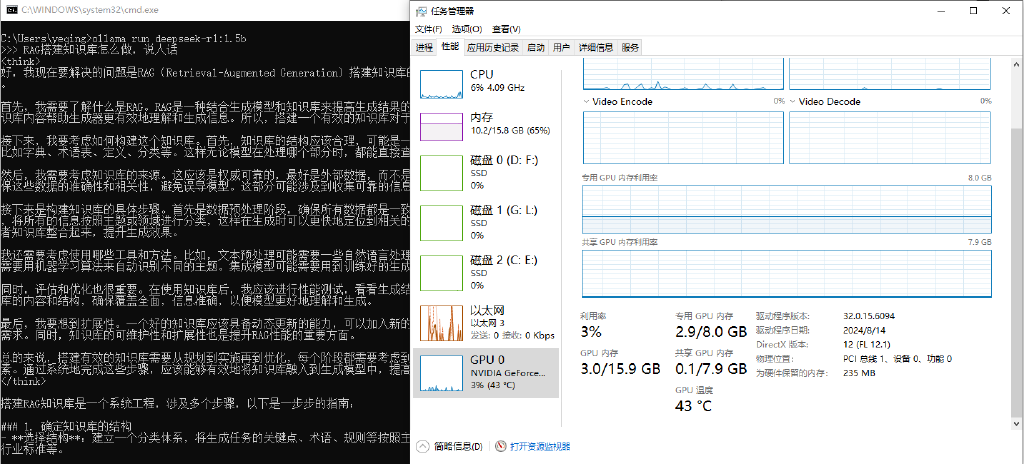 C:\WINDOWS\system32\cmd.exe
C:\Users\yeqing>ollama run deepseek-r1:1.5b
>>> RAG搭建知识库怎么做，说人话
<think>
好，我现在要解决的问题是RAG（Retrieval-Augmented Generation）搭建知识库的
。
首先，我需要了解什么是RAG。RAG是一种结合生成模型和知识库来提高生成结果的
识库内容帮助生成器更有效地理解和生成信息。所以，搭建一个有效的知识库对于
接下来，我要考虑如何构建这个知识库。首先，知识库的结构应该合理，可能是一
比如字典、术语表、定义、分类等。这样无论模型在处理哪个部分时，都能直接查
然后，我需要考虑知识库的来源。这应该是权威可靠的，最好是外部数据，而不是
保这些数据的准确性和相关性，避免误导模型。这部分可能涉及到收集可靠的信息
接下来是构建知识库的具体步骤。首先是数据预处理阶段，确保所有数据都是一致
，将所有的信息按照主题或领域进行分类，这样在生成时可以更快地定位到相关的
者知识库整合起来，提升生成效果。
我还需要考虑使用哪些工具和方法。比如，文本预处理可能需要一些自然语言处理
需要用机器学习算法来自动识别不同的主题。集成模型可能需要用到训练好的生成
同时，评估和优化也很重要。在使用知识库后，我应该进行性能测试，看看生成结
库的内容和结构，确保覆盖全面、信息准确，以便模型更好地理解和生成。
最后，我要想到扩展性。一个好的知识库应该具备动态更新的能力，可以加入新的
需求。同时，知识库的可维护性和扩展性也是提升RAG性能的重要方面。
总的来说，搭建有效的知识库需要从规划到实施再到优化，每个阶段都需要考虑到
素。通过系统地完成这些步骤，应该能够有效地将知识库融入到生成模型中，提高
</think>
搭建RAG知识库是一个系统工程，涉及多个步骤，以下是一步步的指南：
### 1. 确定知识库的结构
- **选择结构**：建立一个分类体系，将生成任务的关键点、术语、规则等按照主
行业标准等。
任务管理器
文件(F) 选项(O) 查看(V)
进程 性能 应用历史记录 启动 用户 详细信息 服务
CPU
6% 4.09 GHz
内存
10.2/15.8 GB (65%)
磁盘 0 (D: F:)
SSD
0%
磁盘 1 (G: L:)
SSD
0%
磁盘 2 (C: E:)
SSD
0%
以太网
以太网 3
发送: 0 接收: 0 Kbps
GPU 0
NVIDIA GeForce...
3% (43 °C)
Video Encode 0% Video Decode 0%
专用 GPU 内存利用率 8.0 GB
共享 GPU 内存利用率 7.9 GB
利用率
3%
专用 GPU 内存
2.9/8.0 GB
GPU 内存
3.0/15.9 GB
共享 GPU 内存
0.1/7.9 GB
GPU 温度
43 °C
驱动程序版本: 32.0.15.6094
驱动程序日期: 2024/8/14
DirectX 版本: 12 (FL 12.1)
物理位置: PCI 总线 1、设备 0、功能 0
为硬件保留的内存: 235 MB
简略信息(D) 打开资源监视器